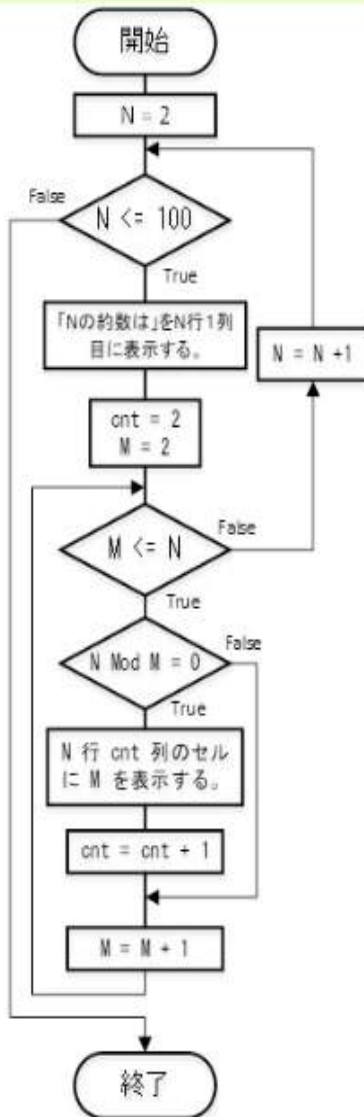 開始
N = 2
False
N <= 100
True
「Nの約数は」をN行1列
目に表示する。
N = N +1
cnt = 2
M = 2
M <= N
False
True
N Mod M = 0
False
True
N 行 cnt 列のセル
に M を表示する。
cnt = cnt + 1
M = M + 1
終了